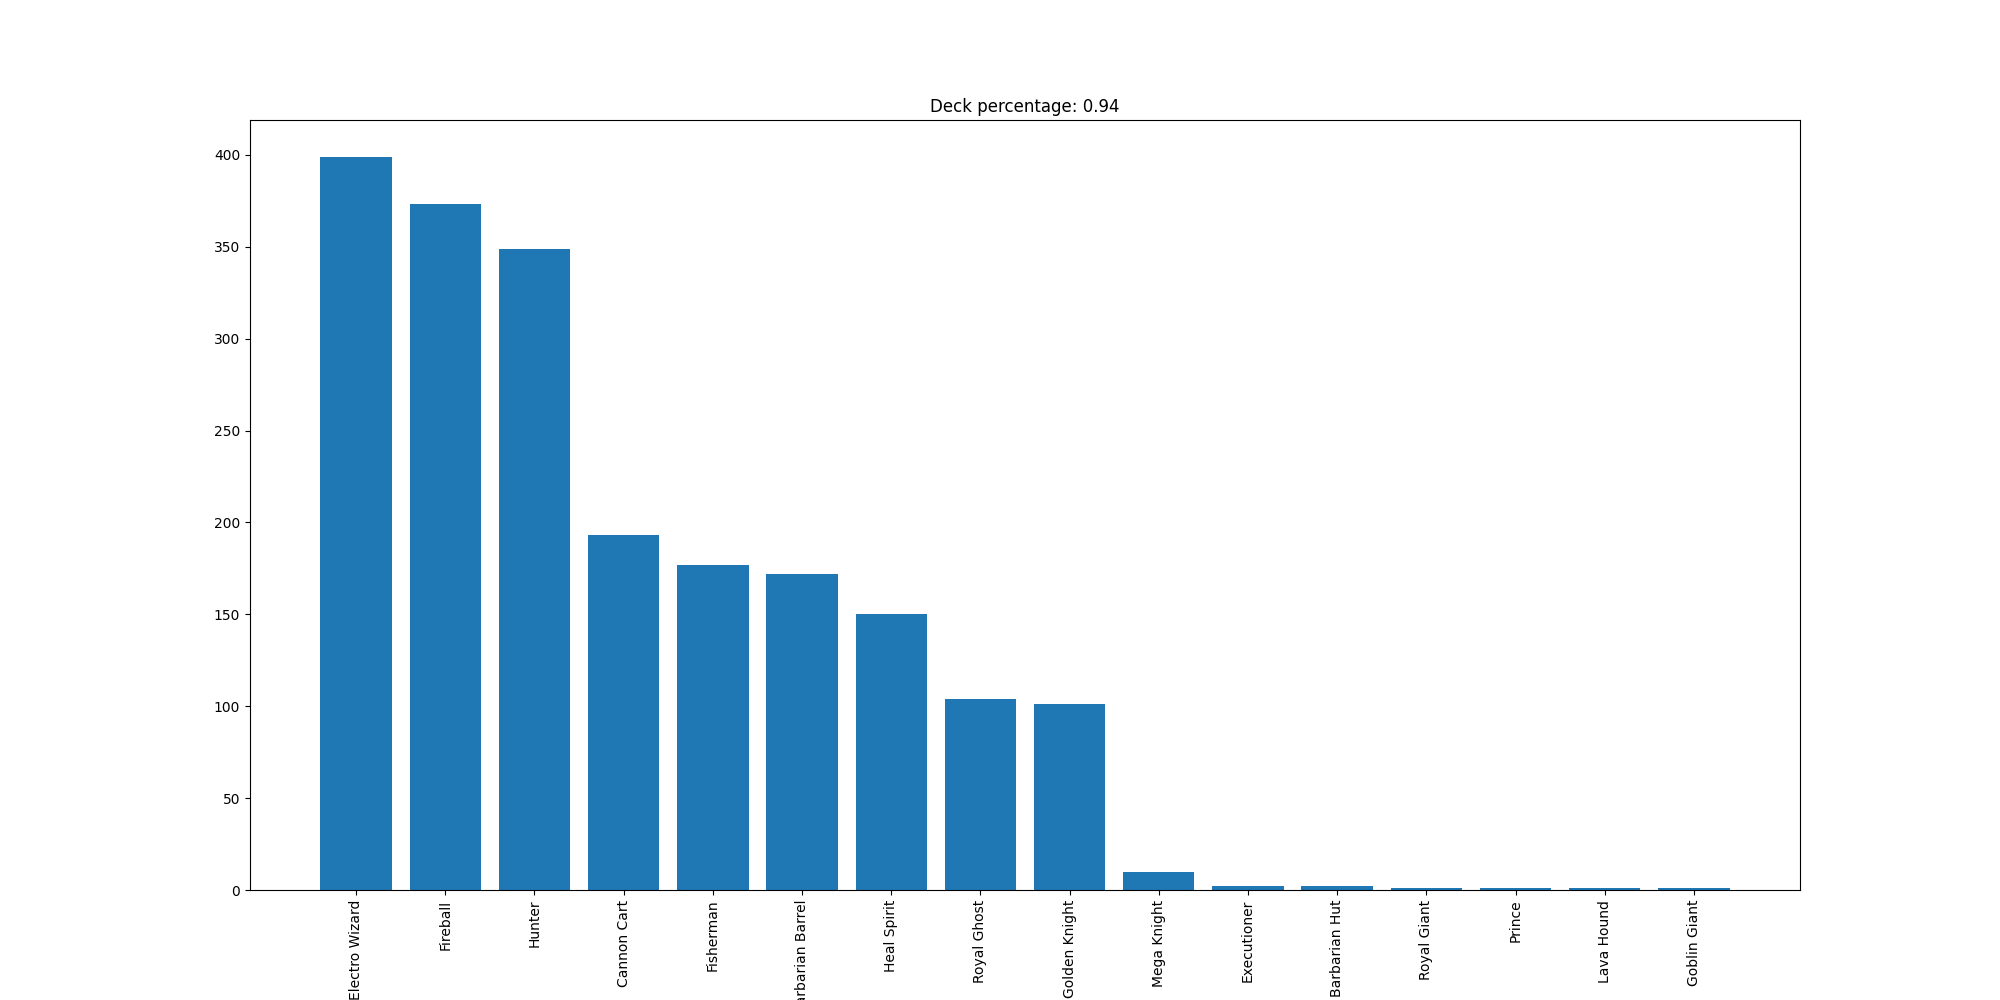 Deck percentage: 0.94
400
350
300
250
200
150
100
50
0
Electro Wizard
Fireball
Hunter
Cannon Cart
Fisherman
arbarian Barrel
Heal Spirit
Royal Ghost
Golden Knight
Mega Knight
Executioner
Barbarian Hut
Royal Giant
Prince
Lava Hound
Goblin Giant